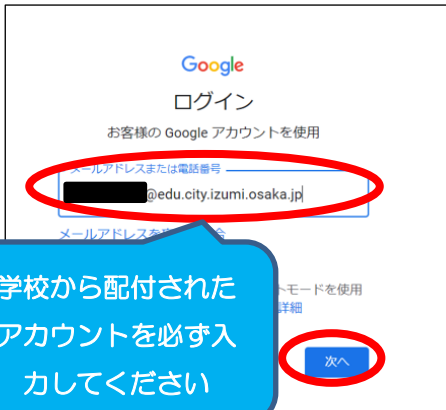 Google
ログイン
お客様の Google アカウントを使用
メールアドレスまたは電話番号
@edu.city.izumi.osaka.jp
メールアドレスを
トモードを使用
詳細
学校から配付された
アカウントを必ず入
力してください
次へ